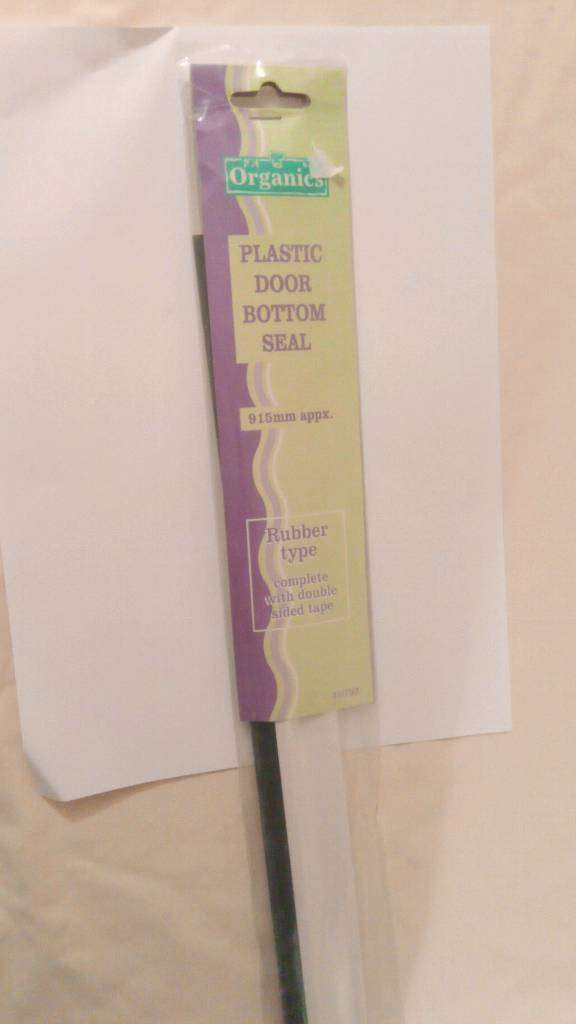 Organics
PLASTIC
DOOR
BOTTOM
SEAL
915mm appx.
Rubber
type
complete
with double
sided tape